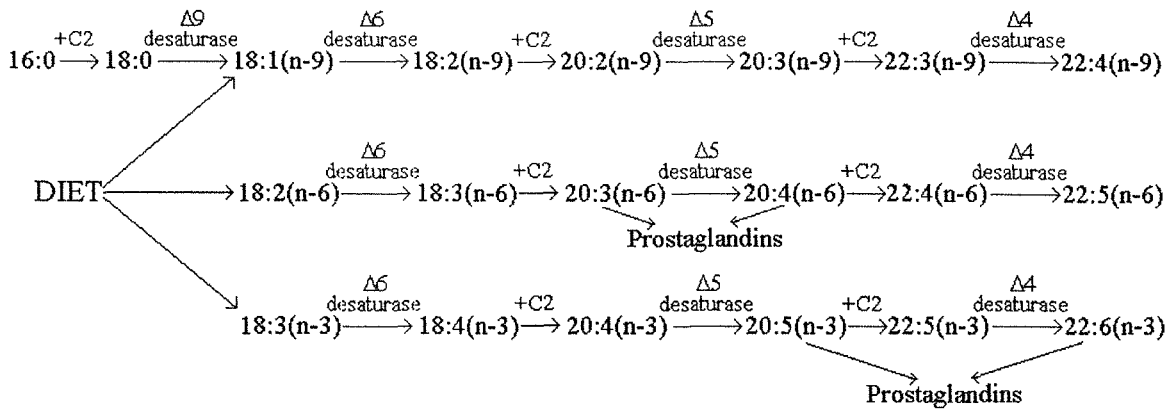 Δ9 Δ6 Δ5 Δ4
+C2 desaturase desaturase +C2 desaturase +C2 desaturase
16:0 → 18:0 → 18:1(n-9) → 18:2(n-9) → 20:2(n-9) → 20:3(n-9) → 22:3(n-9) → 22:4(n-9)
Δ6 Δ5 Δ4
desaturase +C2 desaturase +C2 desaturase
DIET → 18:2(n-6) → 18:3(n-6) → 20:3(n-6) → 20:4(n-6) → 22:4(n-6) → 22:5(n-6)
Prostaglandins
Δ6 Δ5 Δ4
desaturase +C2 desaturase +C2 desaturase
18:3(n-3) → 18:4(n-3) → 20:4(n-3) → 20:5(n-3) → 22:5(n-3) → 22:6(n-3)
Prostaglandins